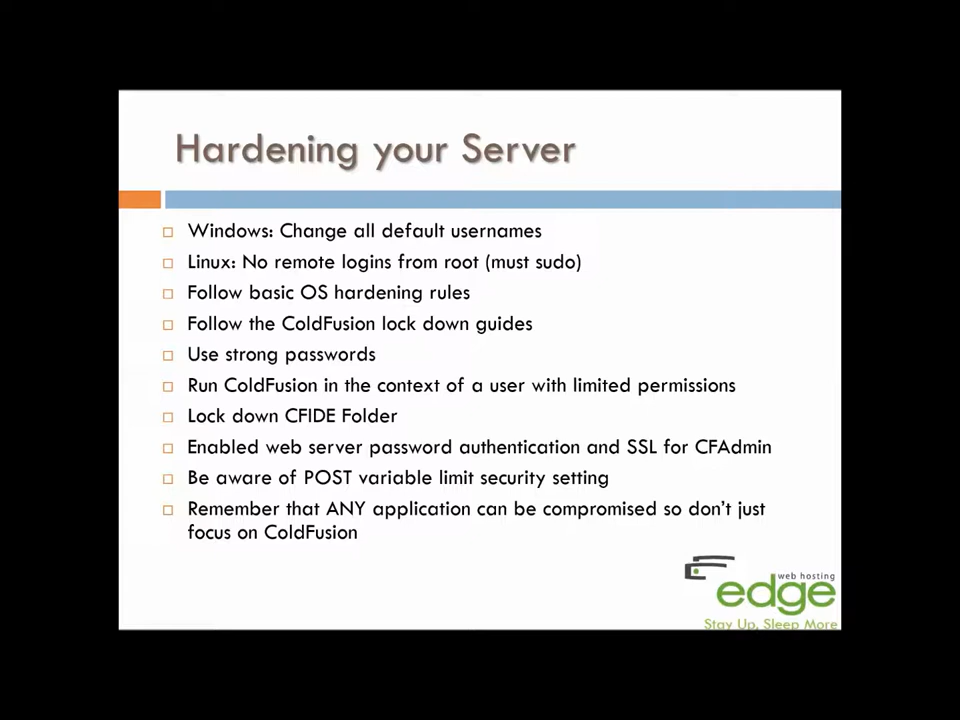 Hardening your Server
Windows: Change all default usernames
Linux: No remote logins from root (must sudo)
Follow basic OS hardening rules
Follow the ColdFusion lock down guides
Use strong passwords
Run ColdFusion in the context of a user with limited permissions
Lock down CFIDE Folder
Enabled web server password authentication and SSL for CFAdmin
Be aware of POST variable limit security setting
Remember that ANY application can be compromised so don't just
focus on ColdFusion
web hosting
edge
Stay Up, Sleep More